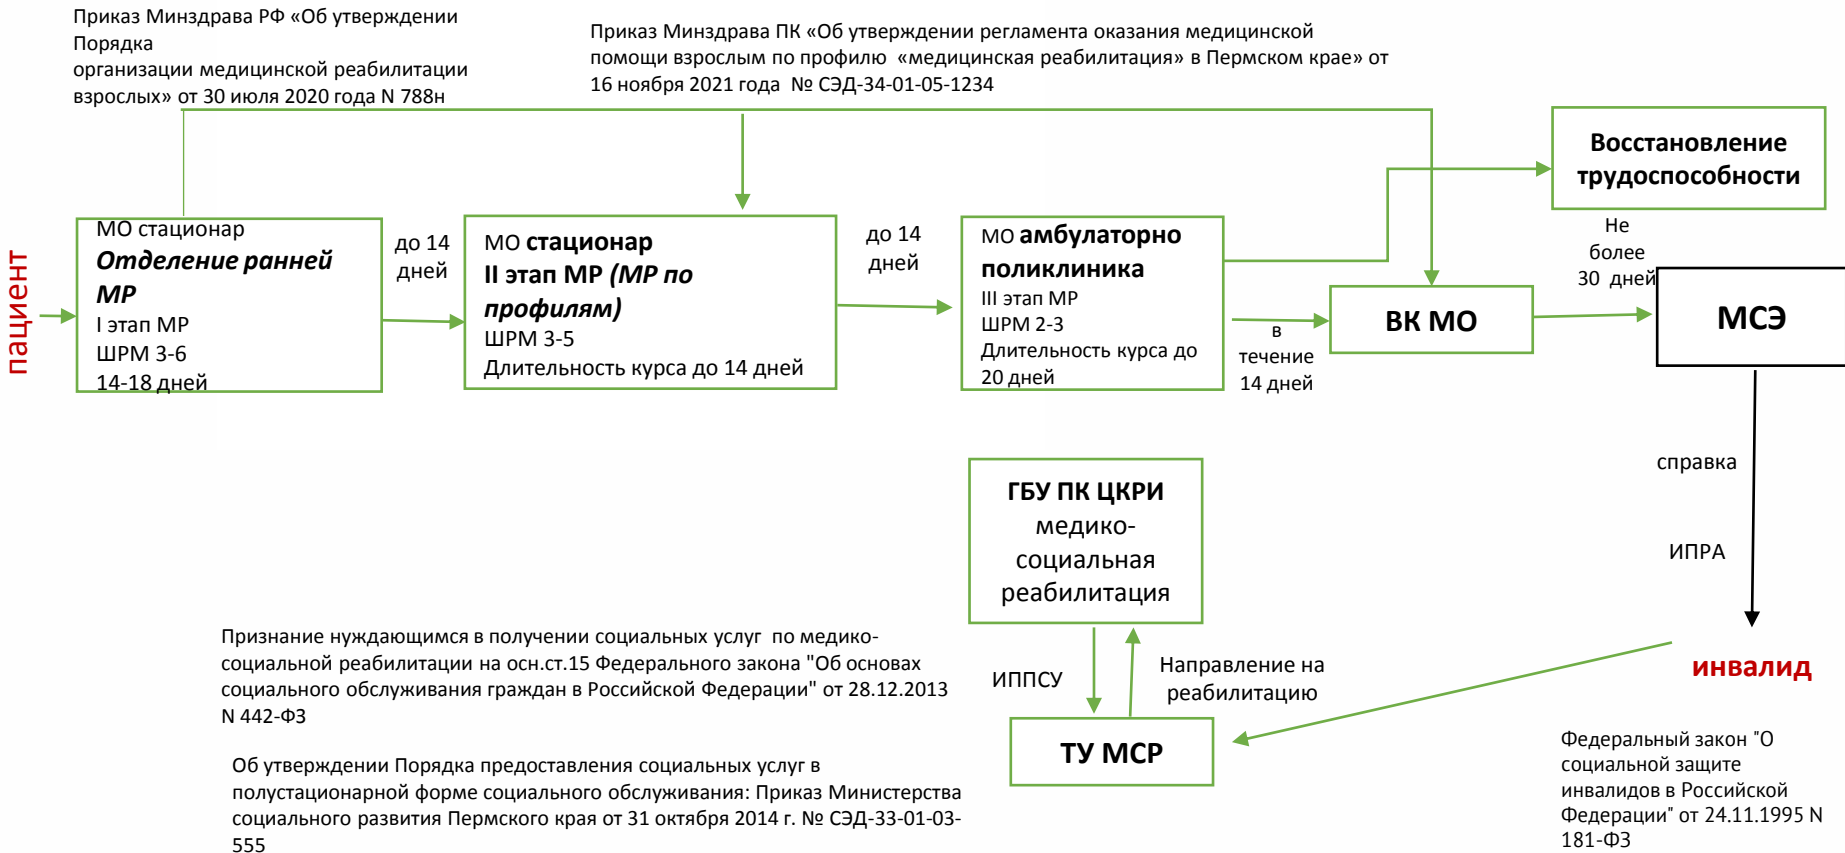 Приказ Минздрава РФ «Об утверждении
Порядка
организации медицинской реабилитации
взрослых» от 30 июля 2020 года N 788н
Приказ Минздрава ПК «Об утверждении регламента оказания медицинской
помощи взрослым по профилю «медицинская реабилитация» в Пермском крае» от
16 ноября 2021 года № СЭД-34-01-05-1234
Восстановление
трудоспособности
пациент
МО стационар
Отделение ранней
МР
I этап МР
ШРМ 3-6
14-18 дней
до 14
дней
МО стационар
II этап МР (МР по
профилям)
ШРМ 3-5
Длительность курса до 14 дней
до 14
дней
МО амбулаторно
поликлиника
III этап МР
ШРМ 2-3
Длительность курса до
20 дней
в
течение
14 дней
ВК МО
Не
более
30 дней
МСЭ
справка
ИПРА
инвалид
ГБУ ПК ЦКРИ
медико-
социальная
реабилитация
ИППСУ
Направление на
реабилитацию
ТУ МСР
Признание нуждающимся в получении социальных услуг по медико-
социальной реабилитации на осн.ст.15 Федерального закона "Об основах
социального обслуживания граждан в Российской Федерации" от 28.12.2013
N 442-ФЗ
Об утверждении Порядка предоставления социальных услуг в
полустационарной форме социального обслуживания: Приказ Министерства
социального развития Пермского края от 31 октября 2014 г. № СЭД-33-01-03-
555
Федеральный закон "О
социальной защите
инвалидов в Российской
Федерации" от 24.11.1995 N
181-ФЗ